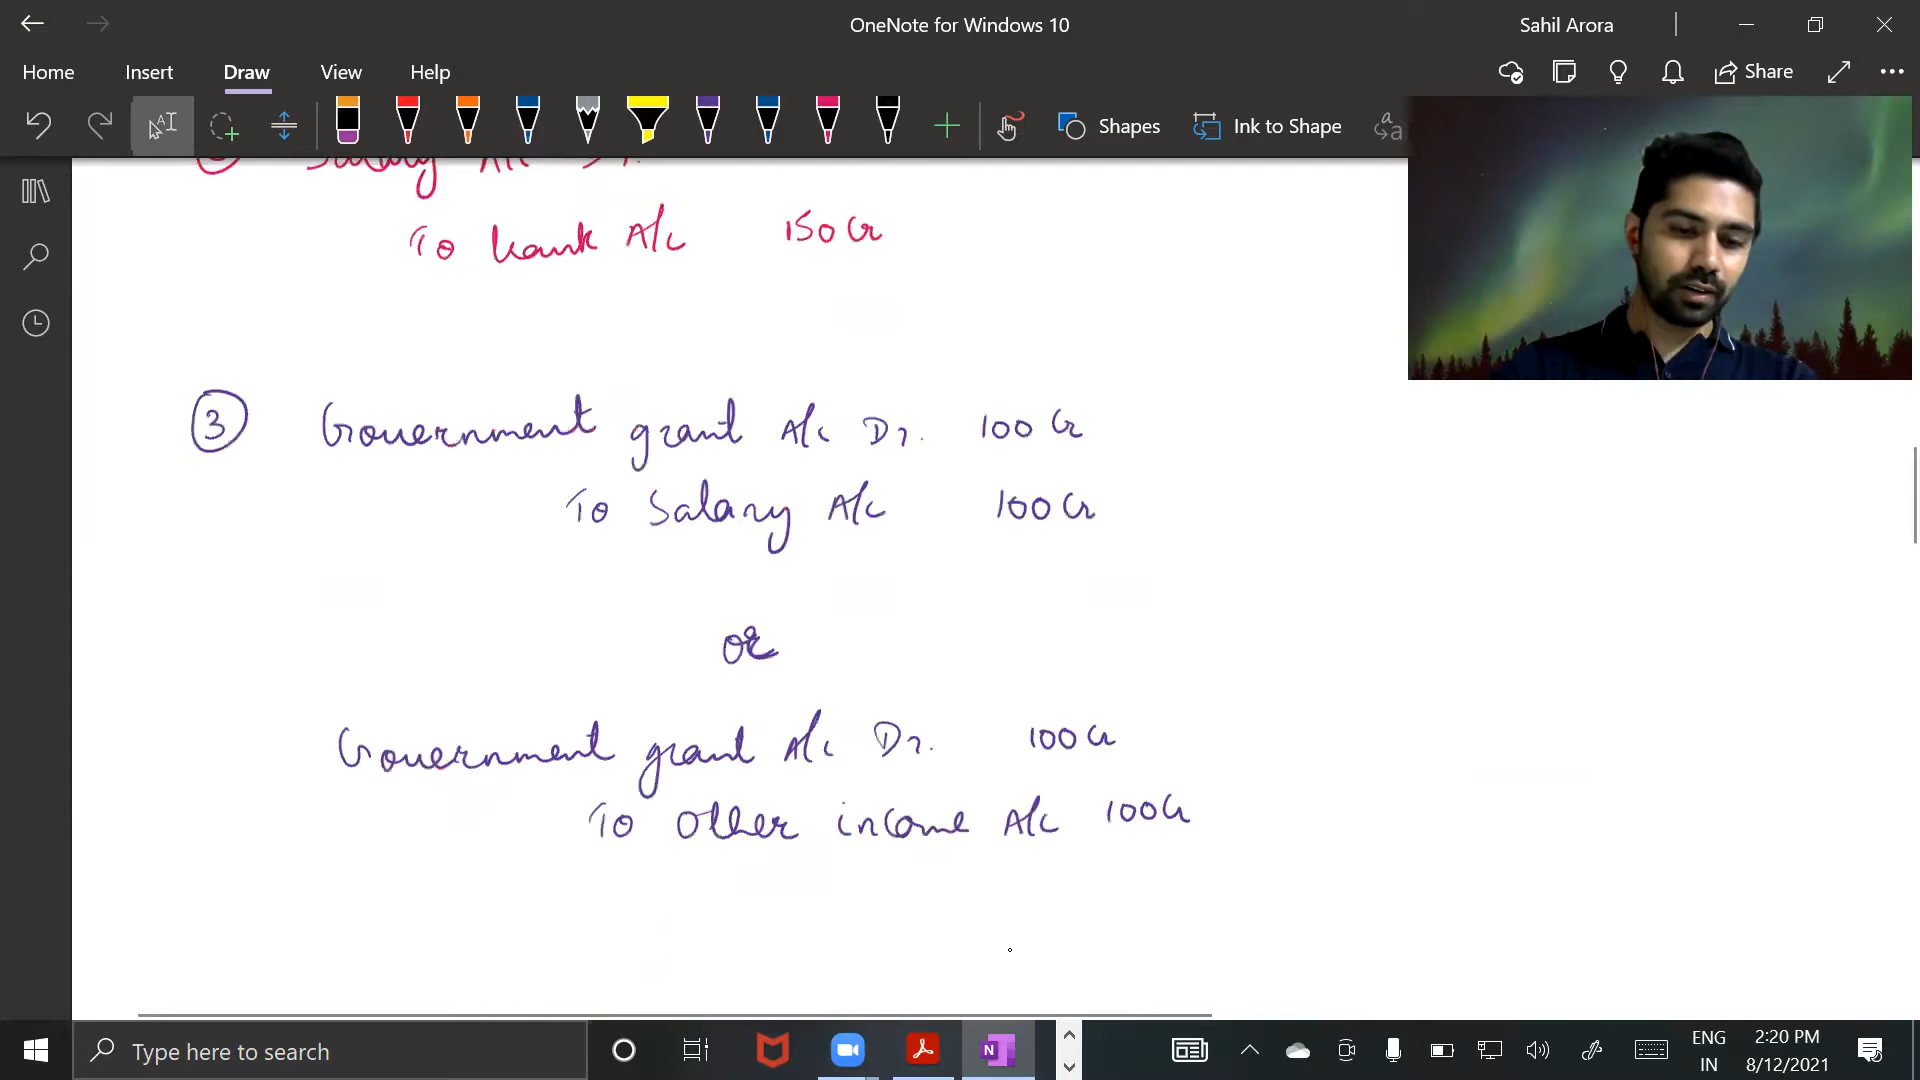 OneNote for Windows 10
Sahil Arora
Home Insert Draw View Help
Share
Shapes
Ink to Shape
Salary A/c Dr.
To bank A/c 150 Cr
3 Government grant A/c Dr. 100 Cr
To Salary A/c 100 Cr
or
Government grant A/c Dr. 100 Cr
To Other income A/c 100 Cr
Type here to search
ENG
IN
2:20 PM
8/12/2021